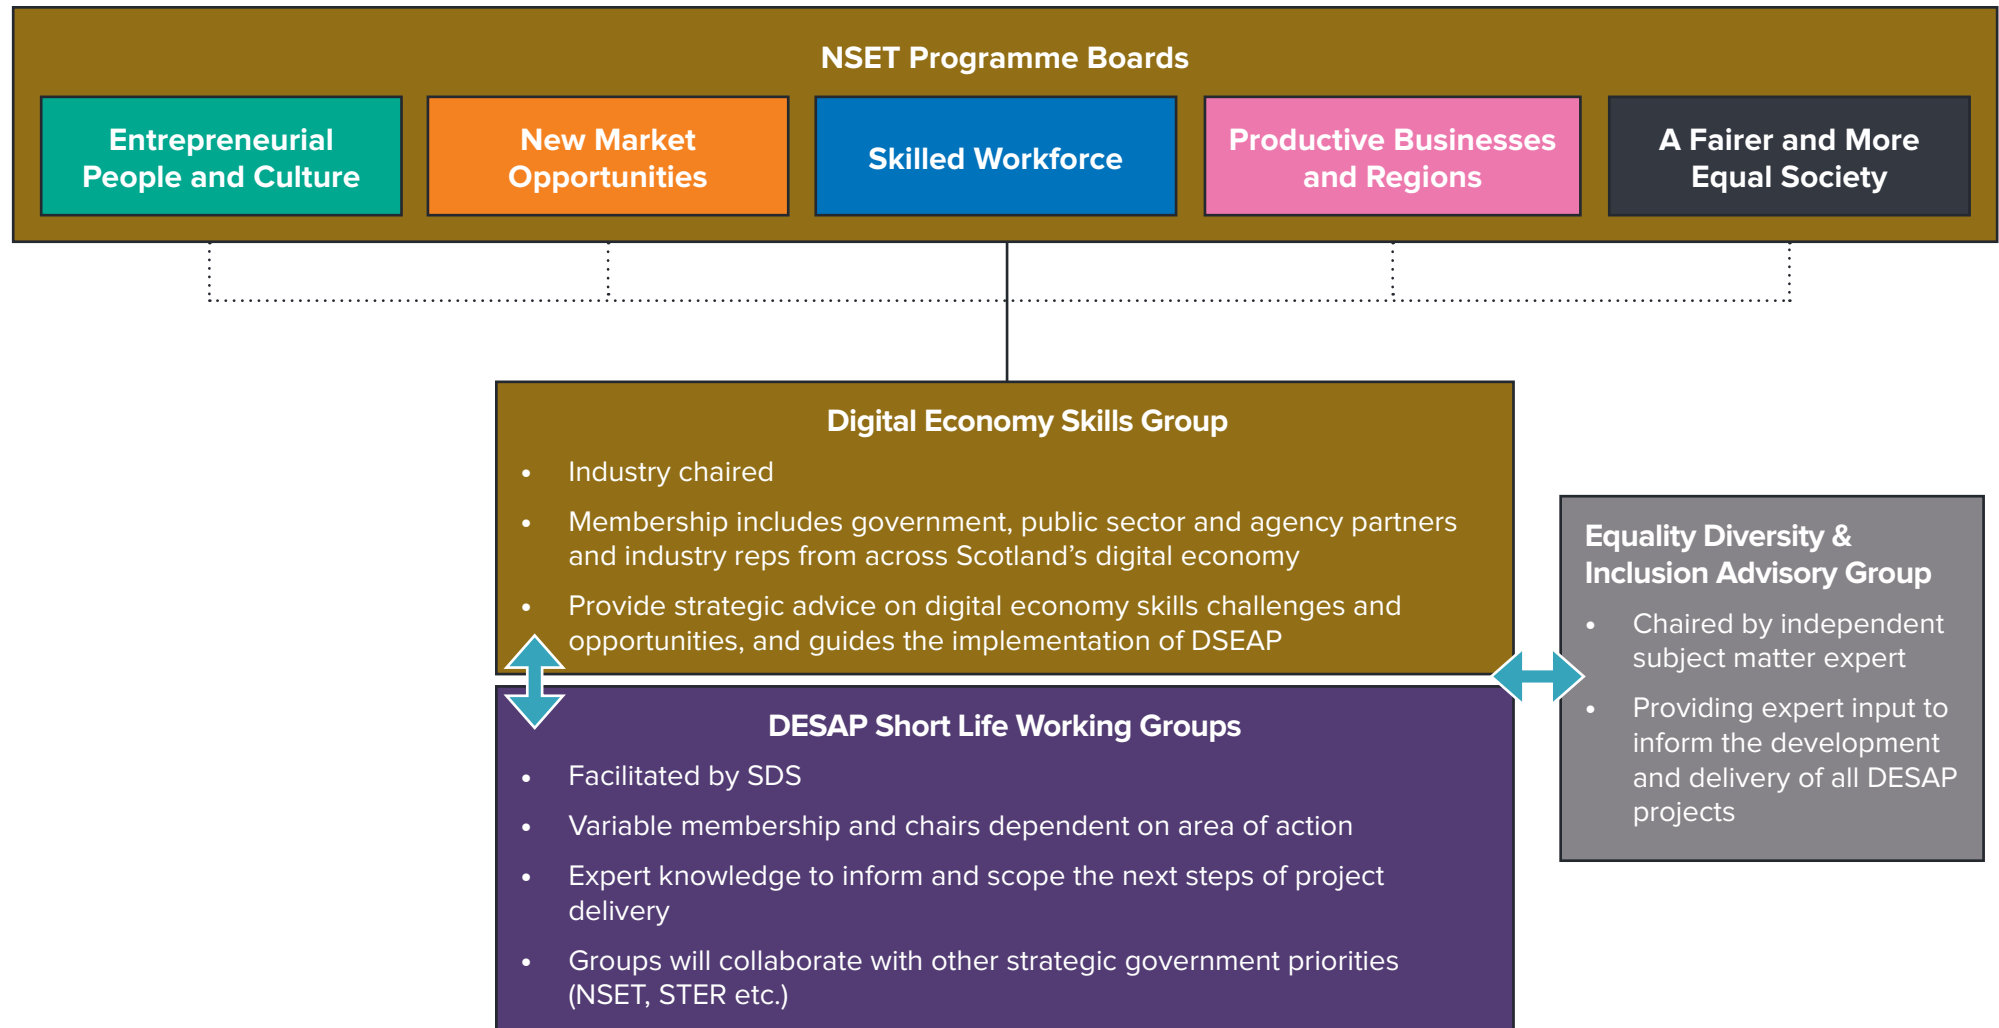 NSET Programme Boards
Entrepreneurial
People and Culture
New Market
Opportunities
Skilled Workforce
Productive Businesses
and Regions
A Fairer and More
Equal Society
Digital Economy Skills Group
• Industry chaired
• Membership includes government, public sector and agency partners
and industry reps from across Scotland’s digital economy
• Provide strategic advice on digital economy skills challenges and
opportunities, and guides the implementation of DSEAP
Equality Diversity &
Inclusion Advisory Group
• Chaired by independent
subject matter expert
• Providing expert input to
inform the development
and delivery of all DESAP
projects
DESAP Short Life Working Groups
• Facilitated by SDS
• Variable membership and chairs dependent on area of action
• Expert knowledge to inform and scope the next steps of project
delivery
• Groups will collaborate with other strategic government priorities
(NSET, STER etc.)